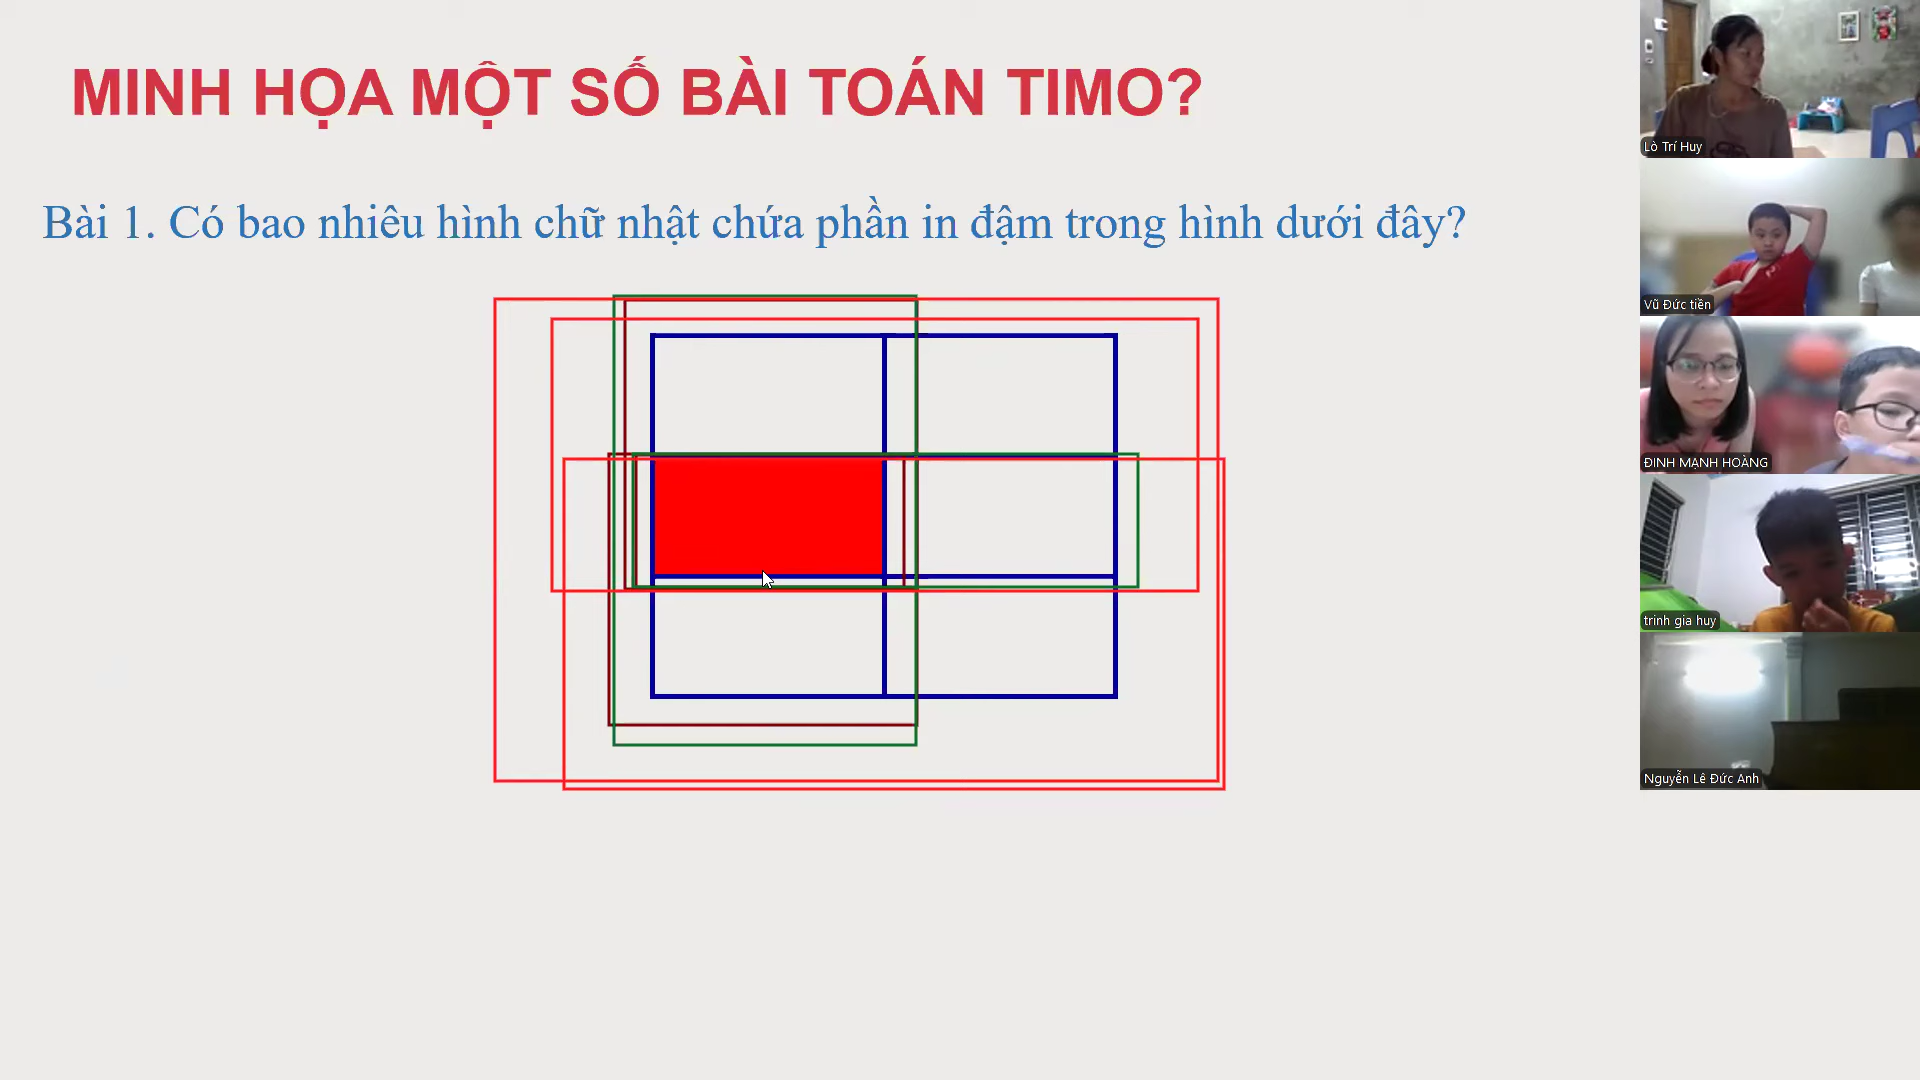 MINH HỌA MỘT SỐ BÀI TOÁN TIMO?
Bài 1. Có bao nhiêu hình chữ nhật chứa phần in đậm trong hình dưới đây?
Lò Trí Huy
Vũ Đức tiền
ĐINH MẠNH HOÀNG
trinh gia huy
Nguyễn Lê Đức Anh